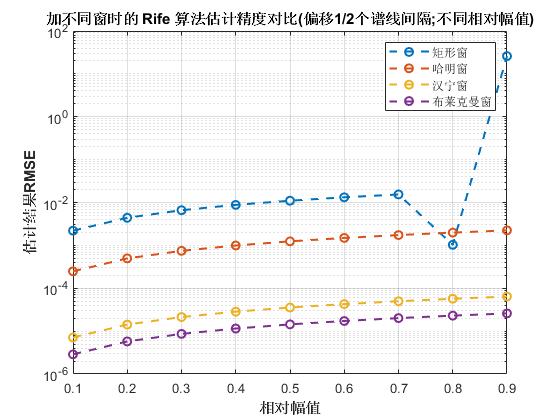 加不同窗时的 Rife 算法估计精度对比(偏移1/2个谱线间隔;不同相对幅值)
10^2
10^0
10^-2
10^-4
10^-6
估计结果RMSE
矩形窗
哈明窗
汉宁窗
布莱克曼窗
0.1 0.2 0.3 0.4 0.5 0.6 0.7 0.8 0.9
相对幅值